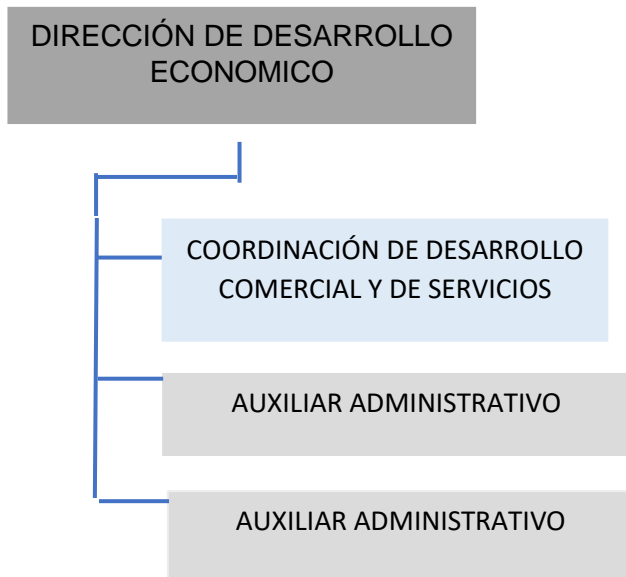 DIRECCIÓN DE DESARROLLO
ECONOMICO
COORDINACIÓN DE DESARROLLO
COMERCIAL Y DE SERVICIOS
AUXILIAR ADMINISTRATIVO
AUXILIAR ADMINISTRATIVO